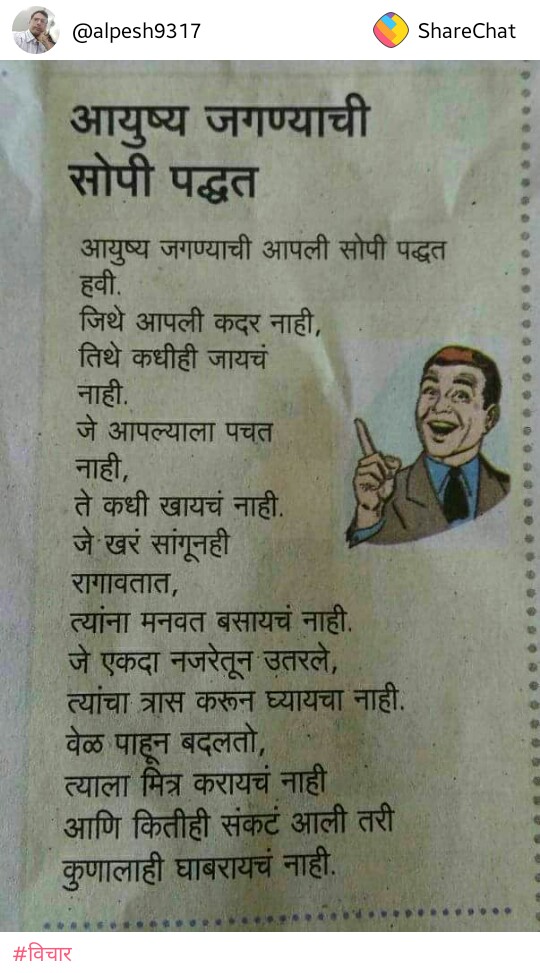 @alpesh9317
ShareChat
आयुष्य जगण्याची
सोपी पद्धत
आयुष्य जगण्याची आपली सोपी पद्धत
हवी.
जिथे आपली कदर नाही,
तिथे कधीही जायचं
नाही.
जे आपल्याला पचत
नाही,
ते कधी खायचं नाही.
जे खरं सांगूनही
रागावतात,
त्यांना मनवत बसायचं नाही.
जे एकदा नजरेतून उतरले,
त्यांचा त्रास करून घ्यायचा नाही.
वेळ पाहून बदलतो,
त्याला मित्र करायचं नाही
आणि कितीही संकटं आली तरी
कुणालाही घाबरायचं नाही.
#विचार